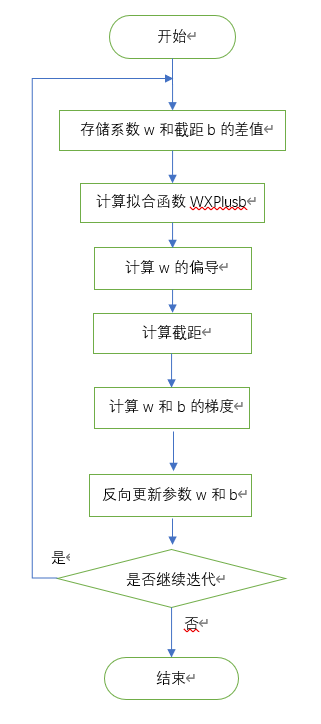 开始
存储系数 w 和截距 b 的差值
计算拟合函数 WXPlusb
计算 w 的偏导
计算截距
计算 w 和 b 的梯度
反向更新参数 w 和 b
是
是否继续迭代
否
结束